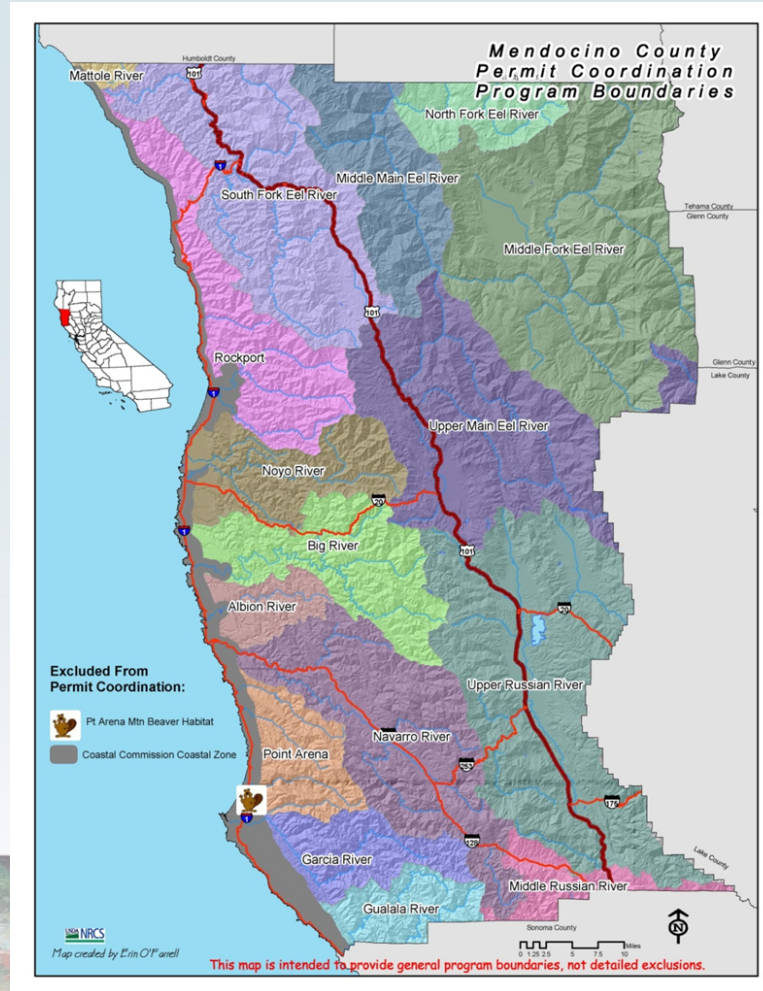 Mendocino County
Permit Coordination
Program Boundaries
Humboldt County
101
Mattole River
North Fork Eel River
Middle Main Eel River
1
South Fork Eel River
Tehama County
Glenn County
Middle Fork Eel River
101
Glenn County
Lake County
Rockport
1
Upper Main Eel River
Noyo River
20
1
Big River
101
Albion River
20
Excluded From
Permit Coordination:
Upper Russian River
Pt Arena Mtn Beaver Habitat
Navarro River
Coastal Commission Coastal Zone
Point Arena
253
175
1
128
Garcia River
Lake County
Middle Russian River
Gualala River
Sonoma County
USDA NRCS
Miles
0 1.25 2.5 5 7.5 10
Map created by Erin O'Farrell
This map is intended to provide general program boundaries, not detailed exclusions.